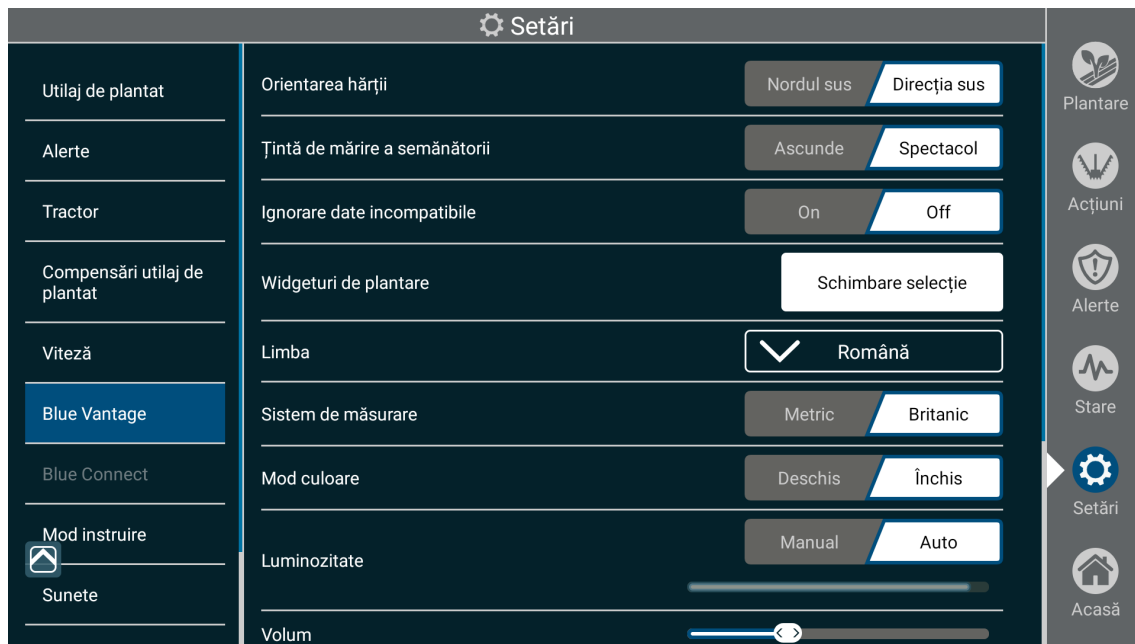 Setări
Utilaj de plantat
Alerte
Tractor
Compensări utilaj de
plantat
Viteză
Blue Vantage
Blue Connect
Mod instruire
Sunete
Orientarea hărții
Nordul sus
Direcția sus
Țintă de mărire a semănătorii
Ascunde
Spectacol
Ignorare date incompatibile
On
Off
Widgeturi de plantare
Schimbare selecție
Limba
Română
Sistem de măsurare
Metric
Britanic
Mod culoare
Deschis
Închis
Luminozitate
Manual
Auto
Volum
Plantare
Acțiuni
Alerte
Stare
Setări
Acasă